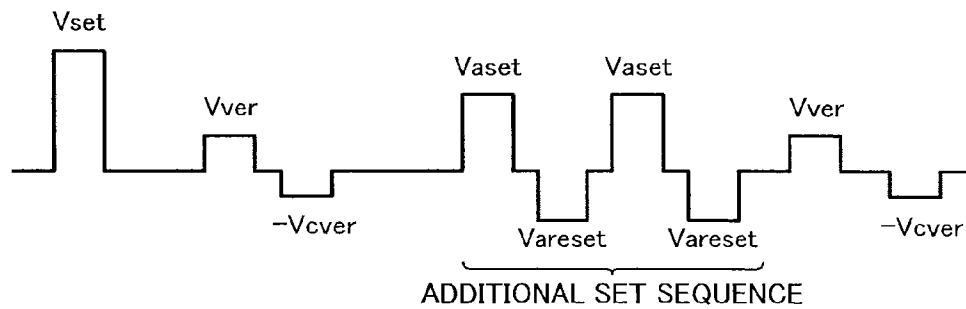 Vset
Vver
−Vcver
Vaset
Vareset
Vaset
Vareset
Vver
−Vcver
ADDITIONAL SET SEQUENCE